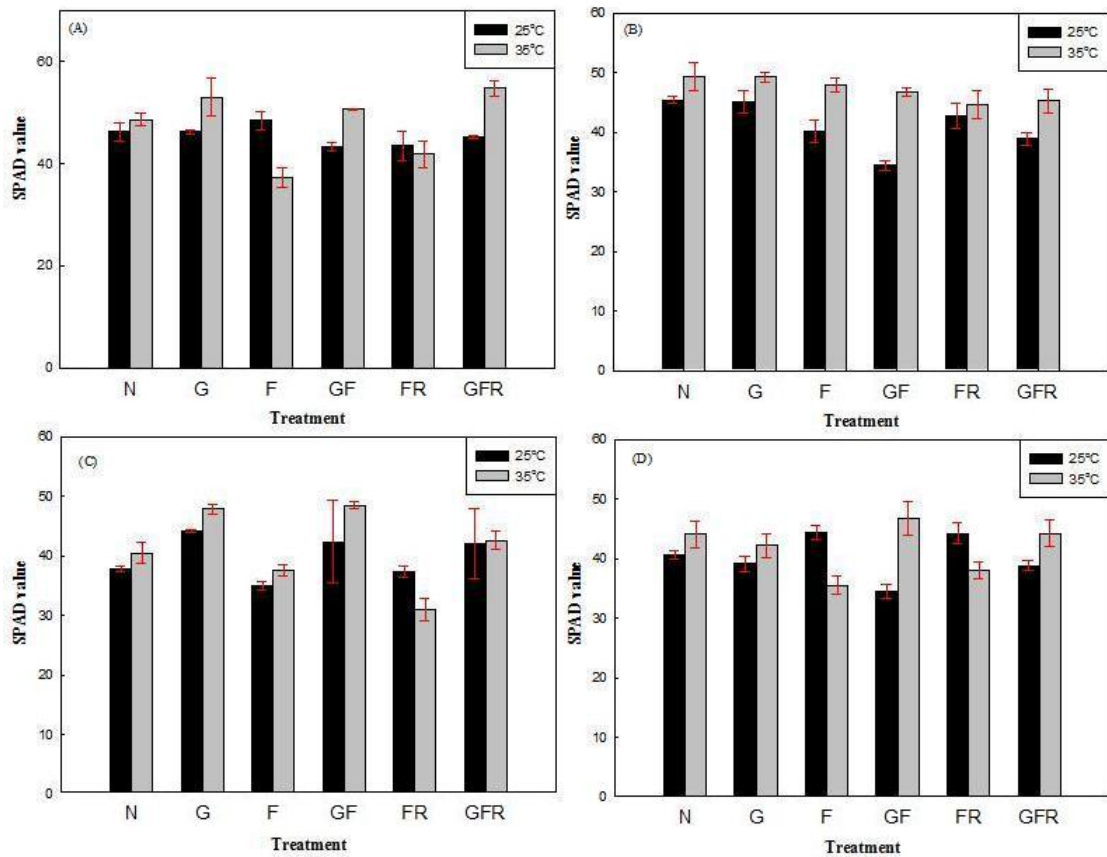 (A)
25°C
35°C
60
40
20
0
SPAD value
N G F GF FR GFR
Treatment
(B)
25°C
35°C
60
50
40
30
20
10
0
SPAD value
N G F GF FR GFR
Treatment
(C)
25°C
35°C
60
50
40
30
20
10
0
SPAD value
N G F GF FR GFR
Treatment
(D)
25°C
35°C
60
50
40
30
20
10
0
SPAD value
N G F GF FR GFR
Treatment